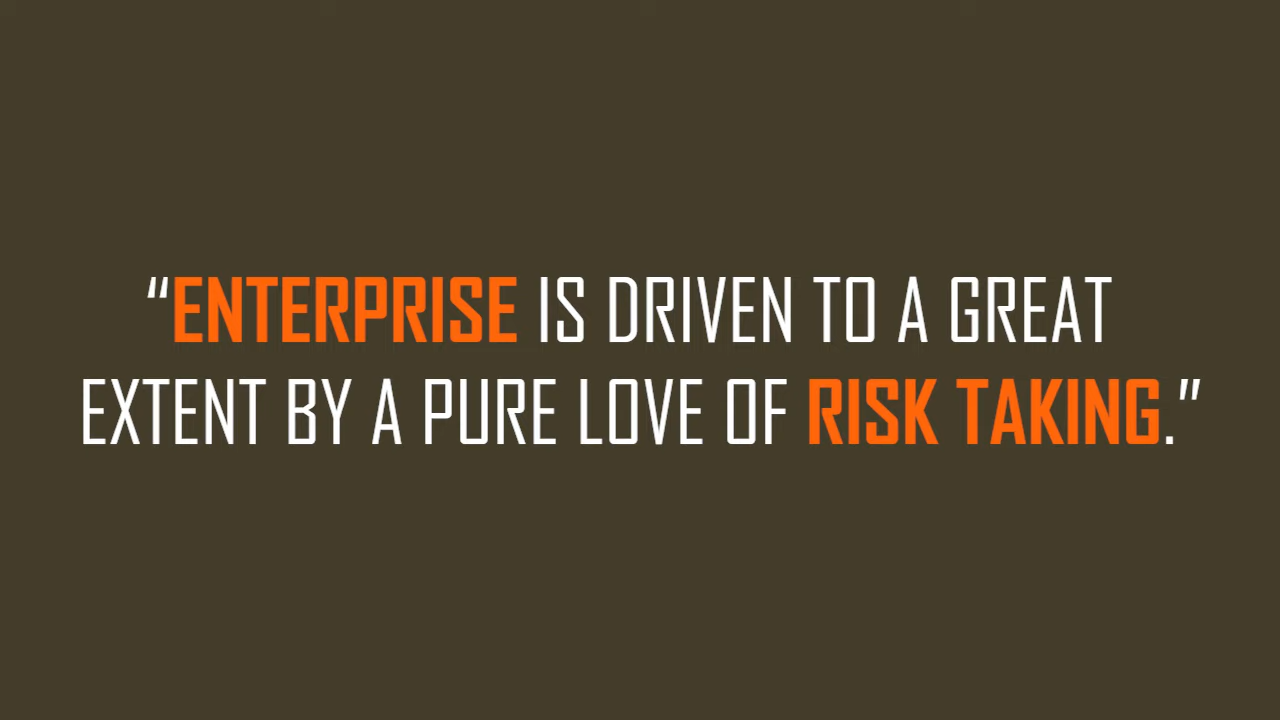 “ENTERPRISE IS DRIVEN TO A GREAT
EXTENT BY A PURE LOVE OF RISK TAKING.”